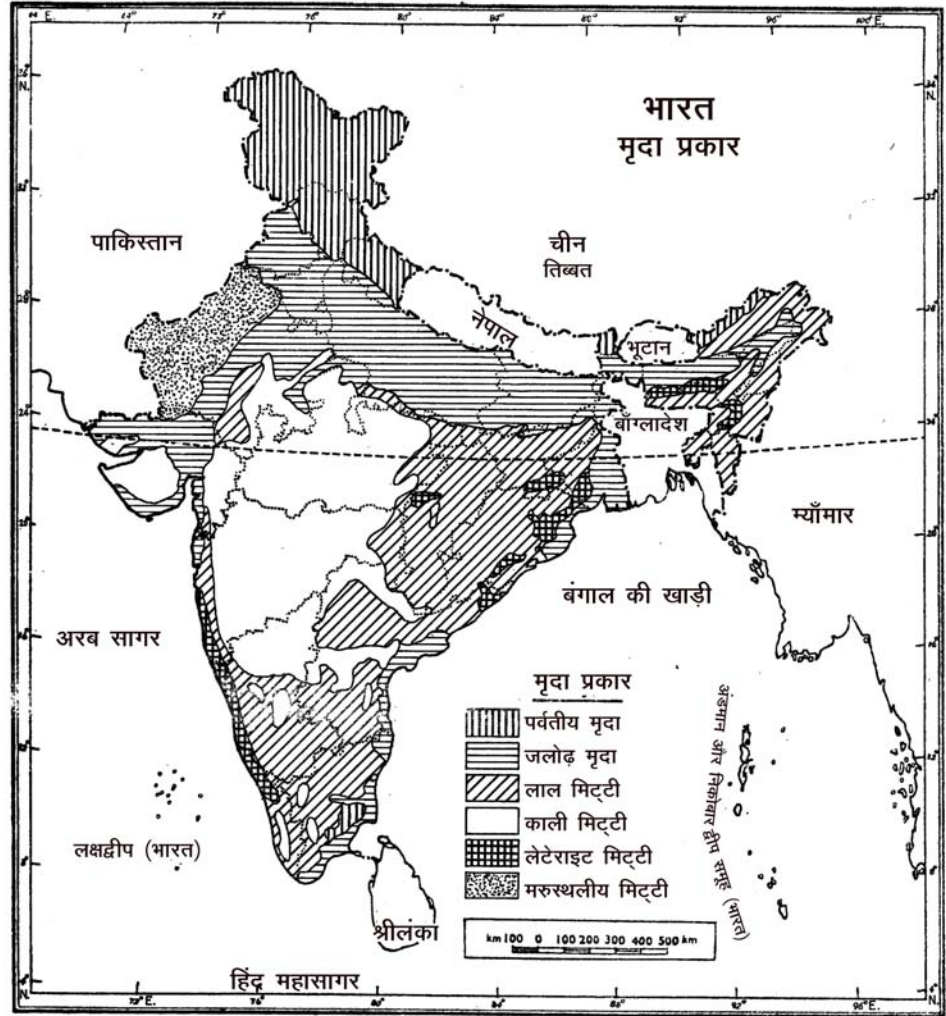 भारत
मृदा प्रकार
पाकिस्तान
चीन
तिब्बत
नेपाल
भूटान
बांग्लादेश
म्याँमार
बंगाल की खाड़ी
अरब सागर
मृदा प्रकार
पर्वतीय मृदा
जलोढ़ मृदा
लाल मिट्टी
काली मिट्टी
लेटेराइट मिट्टी
मरुस्थलीय मिट्टी
अंडमान और निकोबार द्वीप समूह (भारत)
लक्षद्वीप (भारत)
श्रीलंका
km 100 0 100 200 300 400 500 km
हिंद महासागर